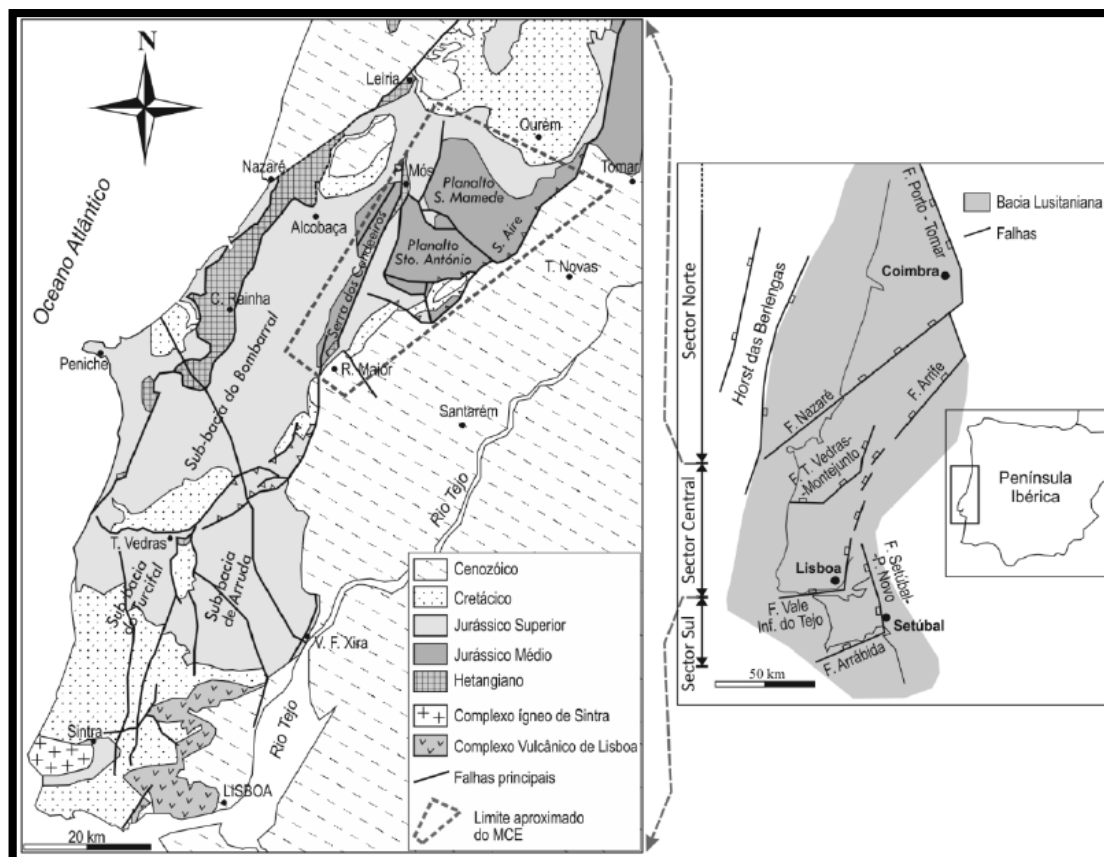 N
Oceano Atlântico
Leiria
Ourém
Nazaré
Tomar
P. Mós
Planalto
S. Mamede
Alcobaça
Serra dos Candeeiros
Planalto
Sto. António
S. Aire
T. Novas
C. Rainha
Peniche
Sub-bacia do Bombarral
R. Maior
Santarém
Rio Tejo
T. Vedras
Sub-bacia
do Turcifal
Sub-bacia
de Arruda
V. F. Xira
Sintra
Rio Tejo
LISBOA
20 km
Cenozóico
Cretácico
Jurássico Superior
Jurássico Médio
Hetangiano
Complexo ígneo de Sintra
Complexo Vulcânico de Lisboa
Falhas principais
Limite aproximado
do MCE
Sector Norte
Sector Central
Sector Sul
F. Porto - Tomar
Bacia Lusitaniana
Falhas
Coimbra
Horst das Berlengas
F. Nazaré
F. Arrife
F. T. Vedras-
-Montejunto
Península
Ibérica
Lisboa
F. Setúbal-
-P. Novo
F. Vale
Inf. do Tejo
Setúbal
F. Arrábida
50 km